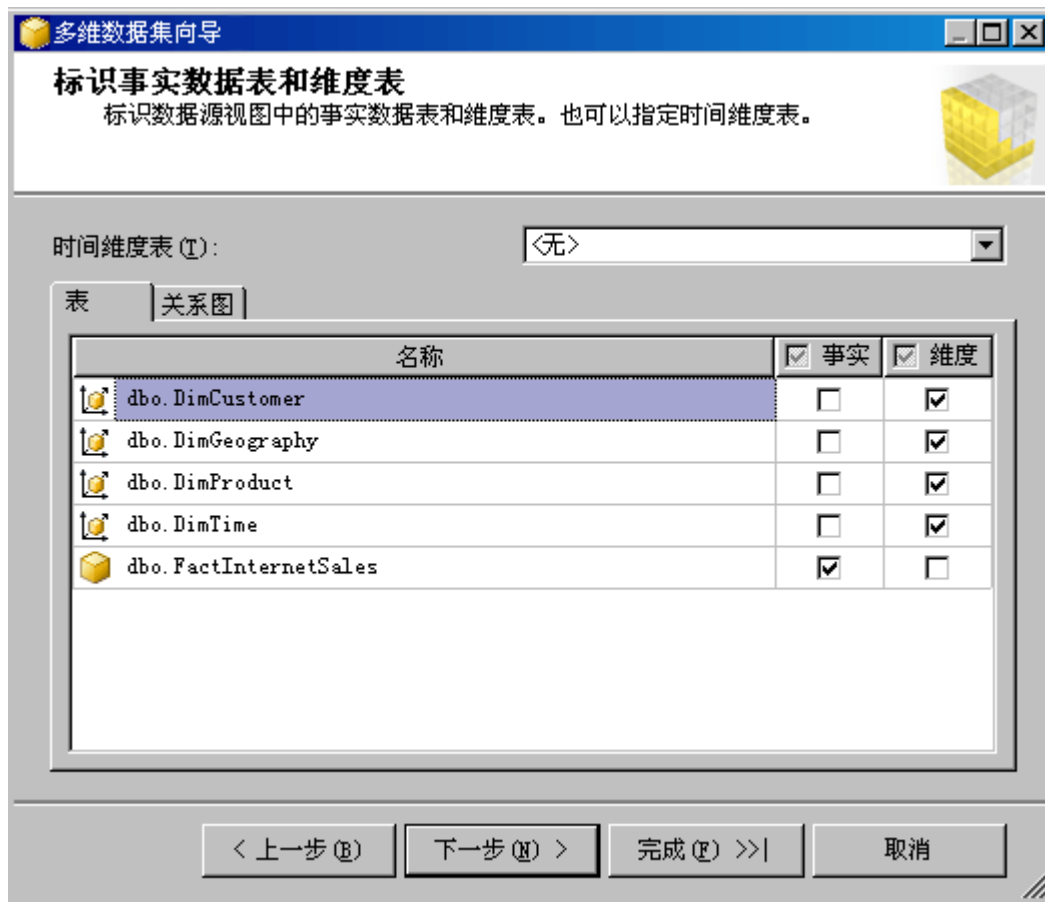 多维数据集向导
标识事实数据表和维度表
标识数据源视图中的事实数据表和维度表。也可以指定时间维度表。
时间维度表(T): <无>
表 关系图
名称 事实 维度
dbo.DimCustomer
dbo.DimGeography
dbo.DimProduct
dbo.DimTime
dbo.FactInternetSales
< 上一步(B) 下一步(N) > 完成(F) >>| 取消